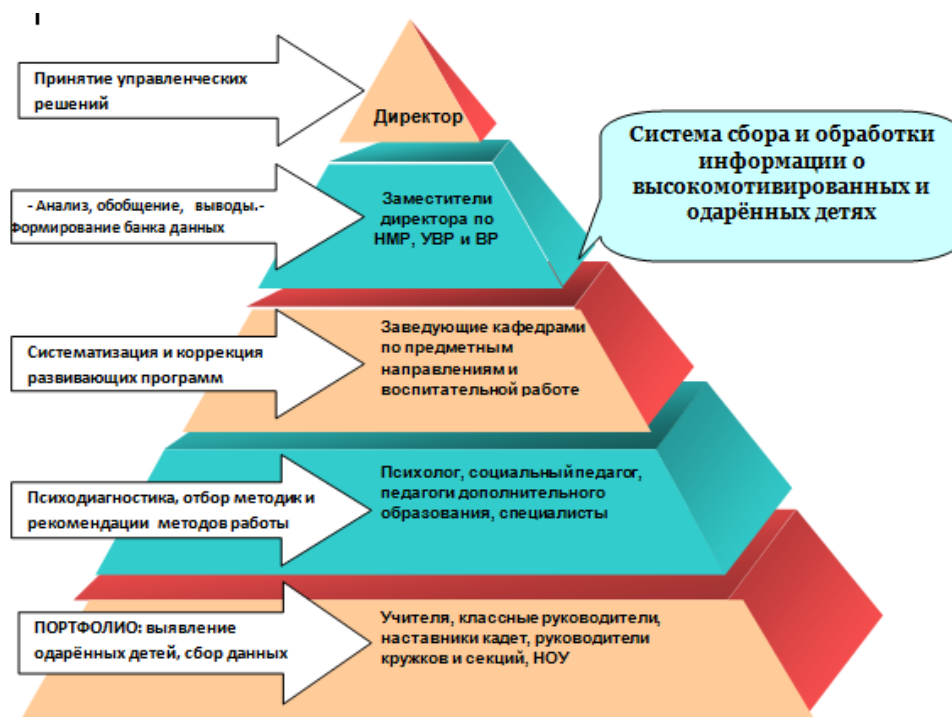 Принятие управленческих
решений
Директор
Система сбора и обработки
информации о
высокомотивированных и
одарённых детях
- Анализ, обобщение, выводы.-
Формирование банка данных
Заместители
директора по
НМР, УВР и ВР
Систематизация и коррекция
развивающих программ
Заведующие кафедрами
по предметным
направлениям и
воспитательной работе
Психодиагностика, отбор методик и
рекомендации методов работы
Психолог, социальный педагог,
педагоги дополнительного
образования, специалисты
ПОРТФОЛИО: выявление
одарённых детей, сбор данных
Учителя, классные руководители,
наставники кадет, руководители
кружков и секций, НОУ